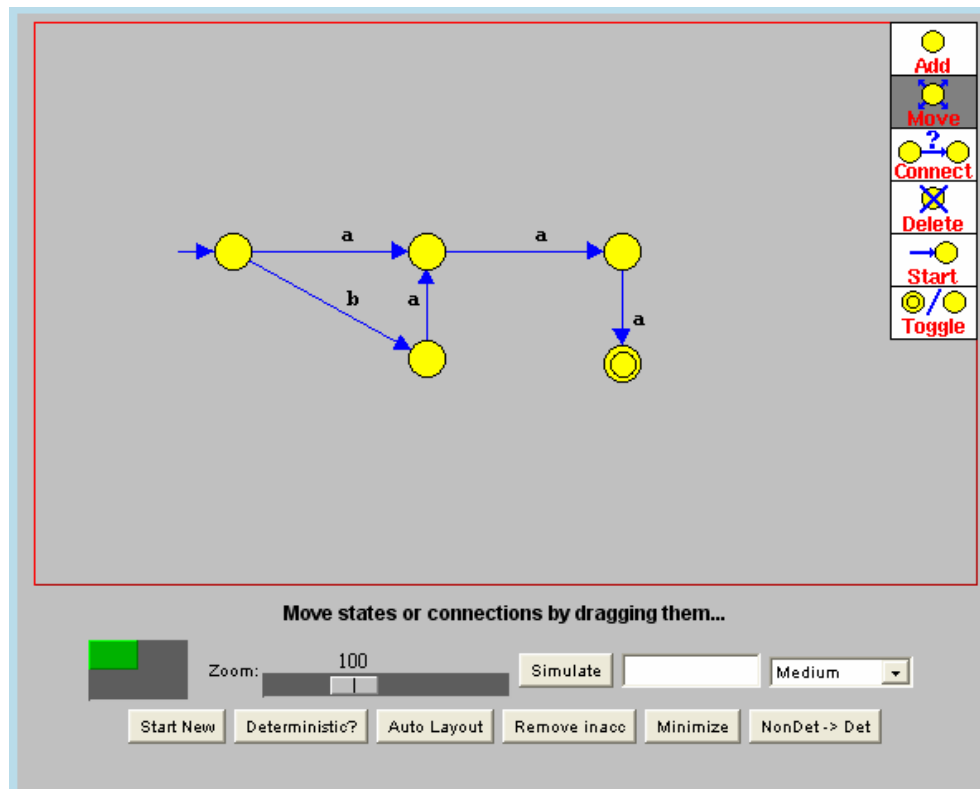 Add
Move
?
Connect
Delete
Start
/
Toggle
a
a
b
a
a
Move states or connections by dragging them...
Zoom:
100
Simulate
Medium
Start New
Deterministic?
Auto Layout
Remove inacc
Minimize
NonDet -> Det